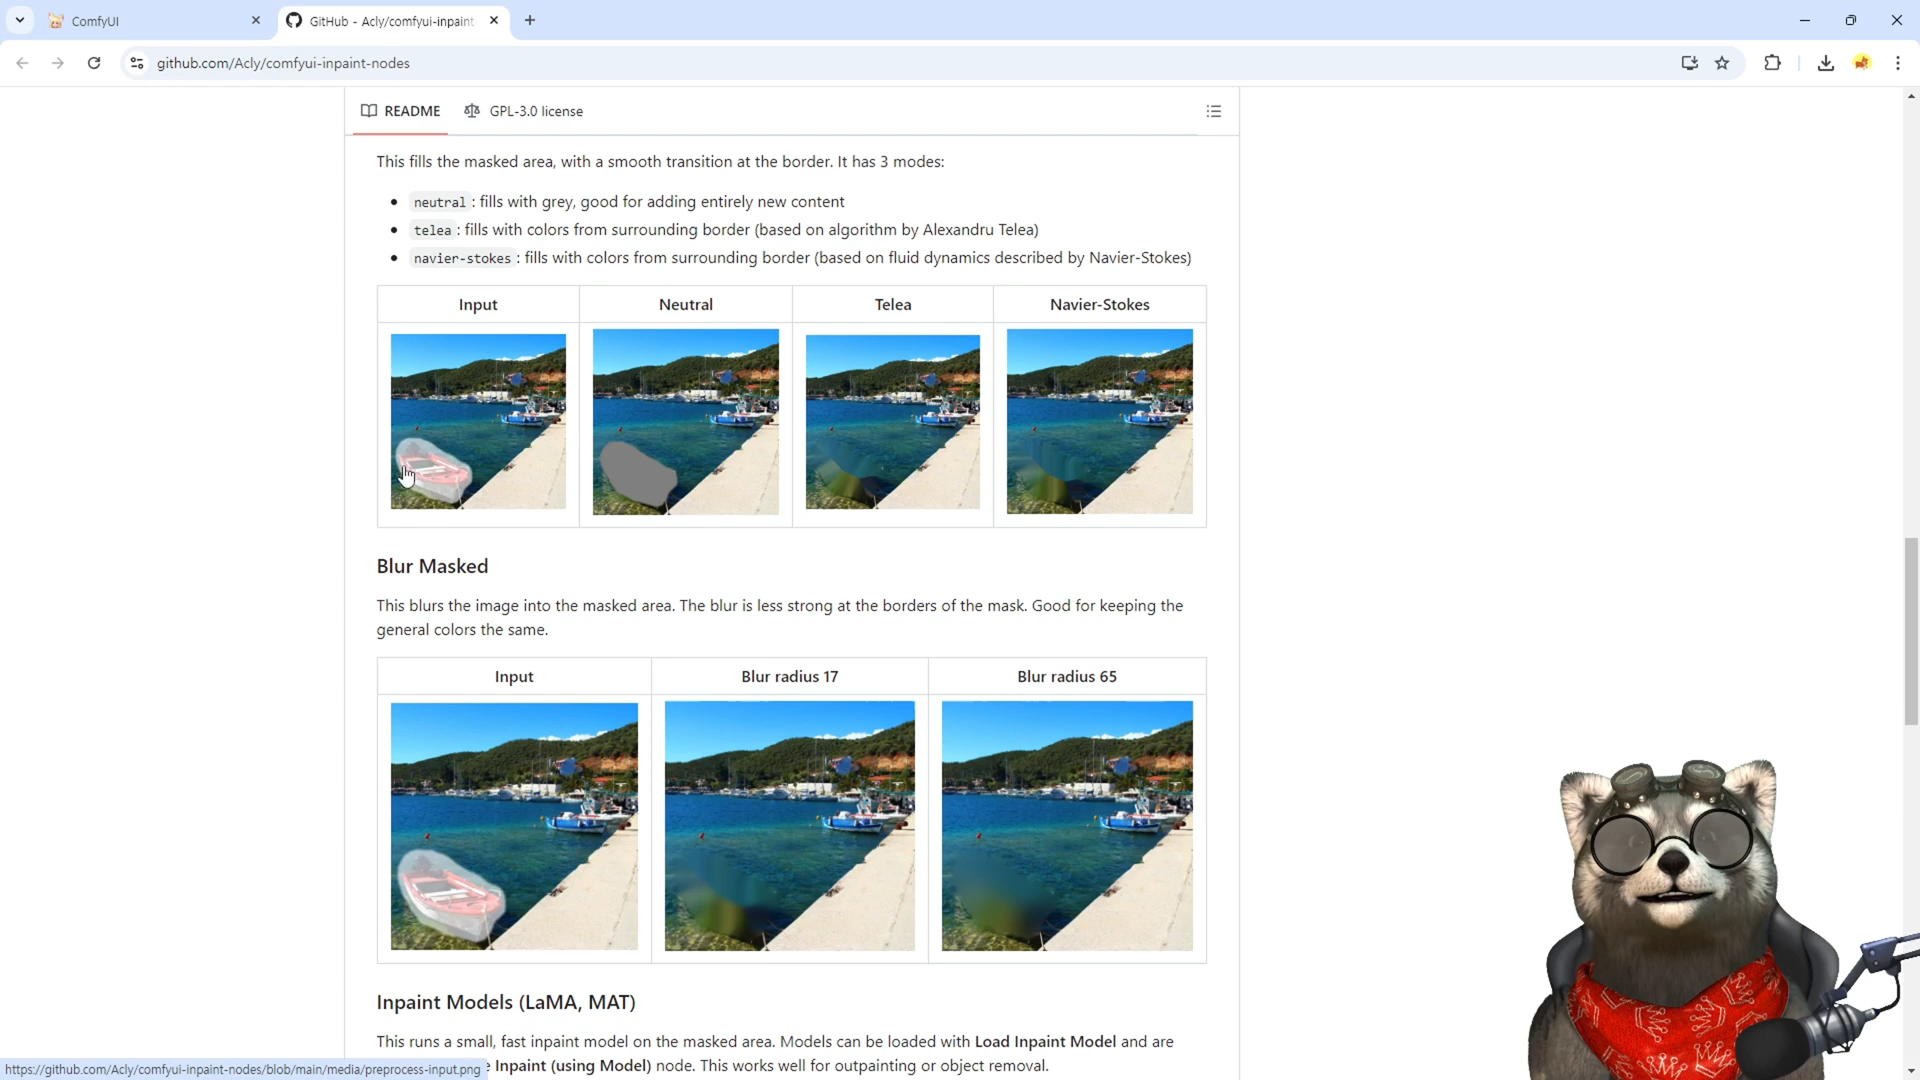 ComfyUI
GitHub - Acly/comfyui-inpaint
github.com/Acly/comfyui-inpaint-nodes
README
GPL-3.0 license
This fills the masked area, with a smooth transition at the border. It has 3 modes:
neutral : fills with grey, good for adding entirely new content
telea : fills with colors from surrounding border (based on algorithm by Alexandru Telea)
navier-stokes : fills with colors from surrounding border (based on fluid dynamics described by Navier-Stokes)
Input Neutral Telea Navier-Stokes
Blur Masked
This blurs the image into the masked area. The blur is less strong at the borders of the mask. Good for keeping the
general colors the same.
Input Blur radius 17 Blur radius 65
Inpaint Models (LaMA, MAT)
This runs a small, fast inpaint model on the masked area. Models can be loaded with Load Inpaint Model and are
Inpaint (using Model) node. This works well for outpainting or object removal.
https://github.com/Acly/comfyui-inpaint-nodes/blob/main/media/preprocess-input.png